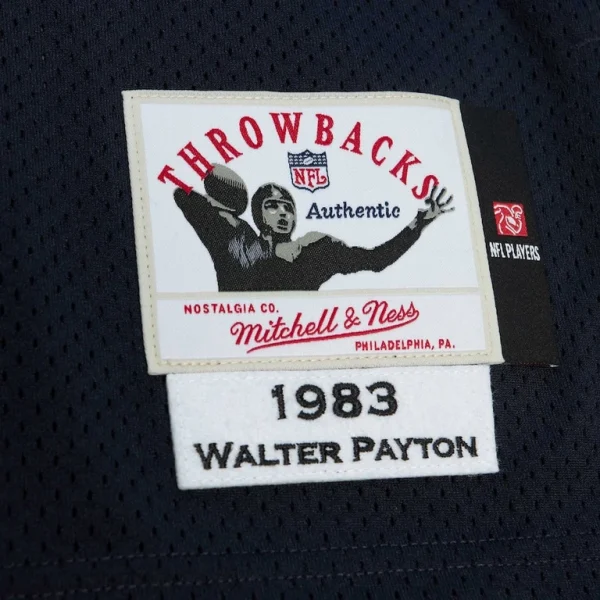 THROWBACKS
NFL
Authentic
NFL PLAYERS
NOSTALGIA CO.
Mitchell & Ness
PHILADELPHIA, PA.
1983
WALTER PAYTON